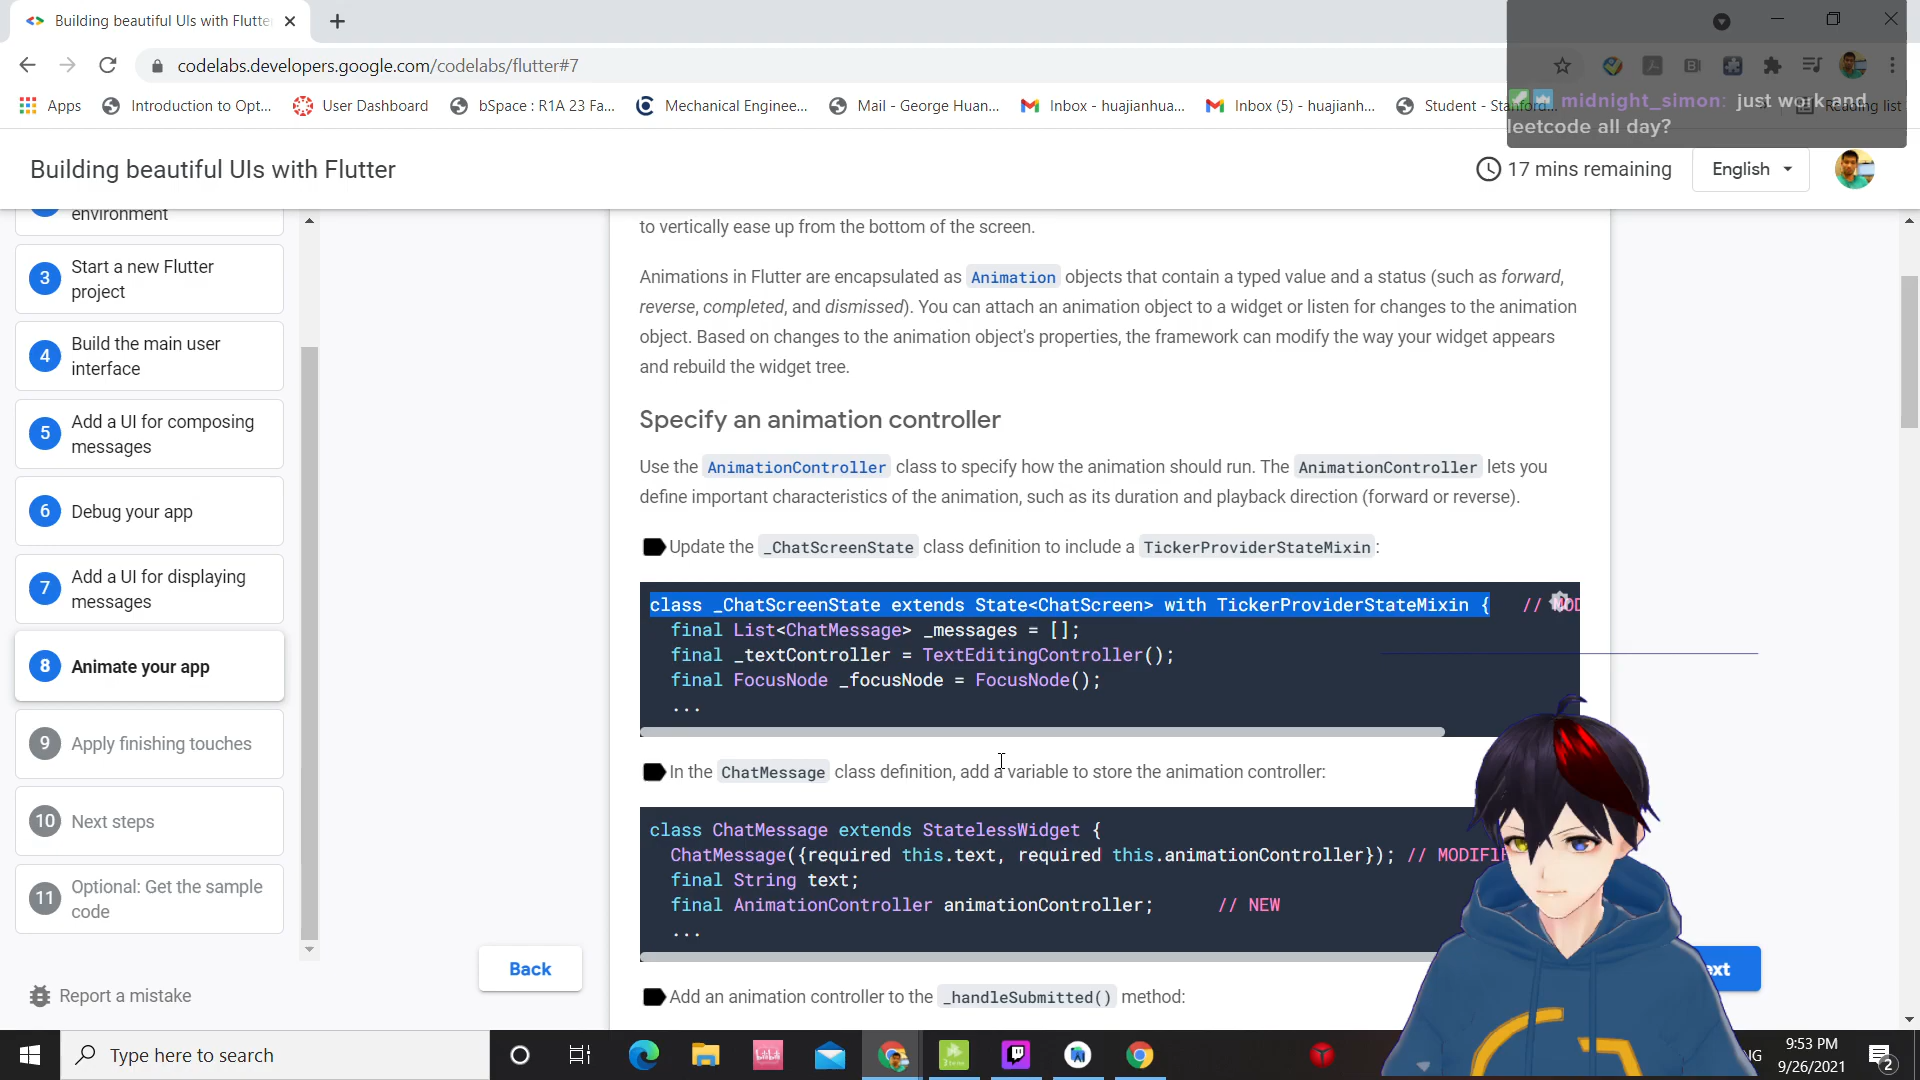 Building beautiful UIs with Flutte
codelabs.developers.google.com/codelabs/flutter#7
Apps
Introduction to Opt...
User Dashboard
bSpace : R1A 23 Fa...
Mechanical Enginee...
Mail - George Huan...
Inbox - huajianhua...
Inbox (5) - huajianh...
Student - Stanford...
Reading list
midnight_simon: just work and
leetcode all day?
Building beautiful UIs with Flutter
17 mins remaining
English
environment
3
Start a new Flutter
project
4
Build the main user
interface
5
Add a UI for composing
messages
6
Debug your app
7
Add a UI for displaying
messages
8
Animate your app
9
Apply finishing touches
10
Next steps
11
Optional: Get the sample
code
Report a mistake
to vertically ease up from the bottom of the screen.
Animations in Flutter are encapsulated as Animation objects that contain a typed value and a status (such as forward,
reverse, completed, and dismissed). You can attach an animation object to a widget or listen for changes to the animation
object. Based on changes to the animation object's properties, the framework can modify the way your widget appears
and rebuild the widget tree.
Specify an animation controller
Use the AnimationController class to specify how the animation should run. The AnimationController lets you
define important characteristics of the animation, such as its duration and playback direction (forward or reverse).
Update the _ChatScreenState class definition to include a TickerProviderStateMixin:
class _ChatScreenState extends State<ChatScreen> with TickerProviderStateMixin { // MOD
final List<ChatMessage> _messages = [];
final _textController = TextEditingController();
final FocusNode _focusNode = FocusNode();
...
In the ChatMessage class definition, add a variable to store the animation controller:
class ChatMessage extends StatelessWidget {
ChatMessage({required this.text, required this.animationController}); // MODIFIE
final String text;
final AnimationController animationController; // NEW
...
Add an animation controller to the _handleSubmitted() method:
Back
ext
Type here to search
9:53 PM
9/26/2021
2